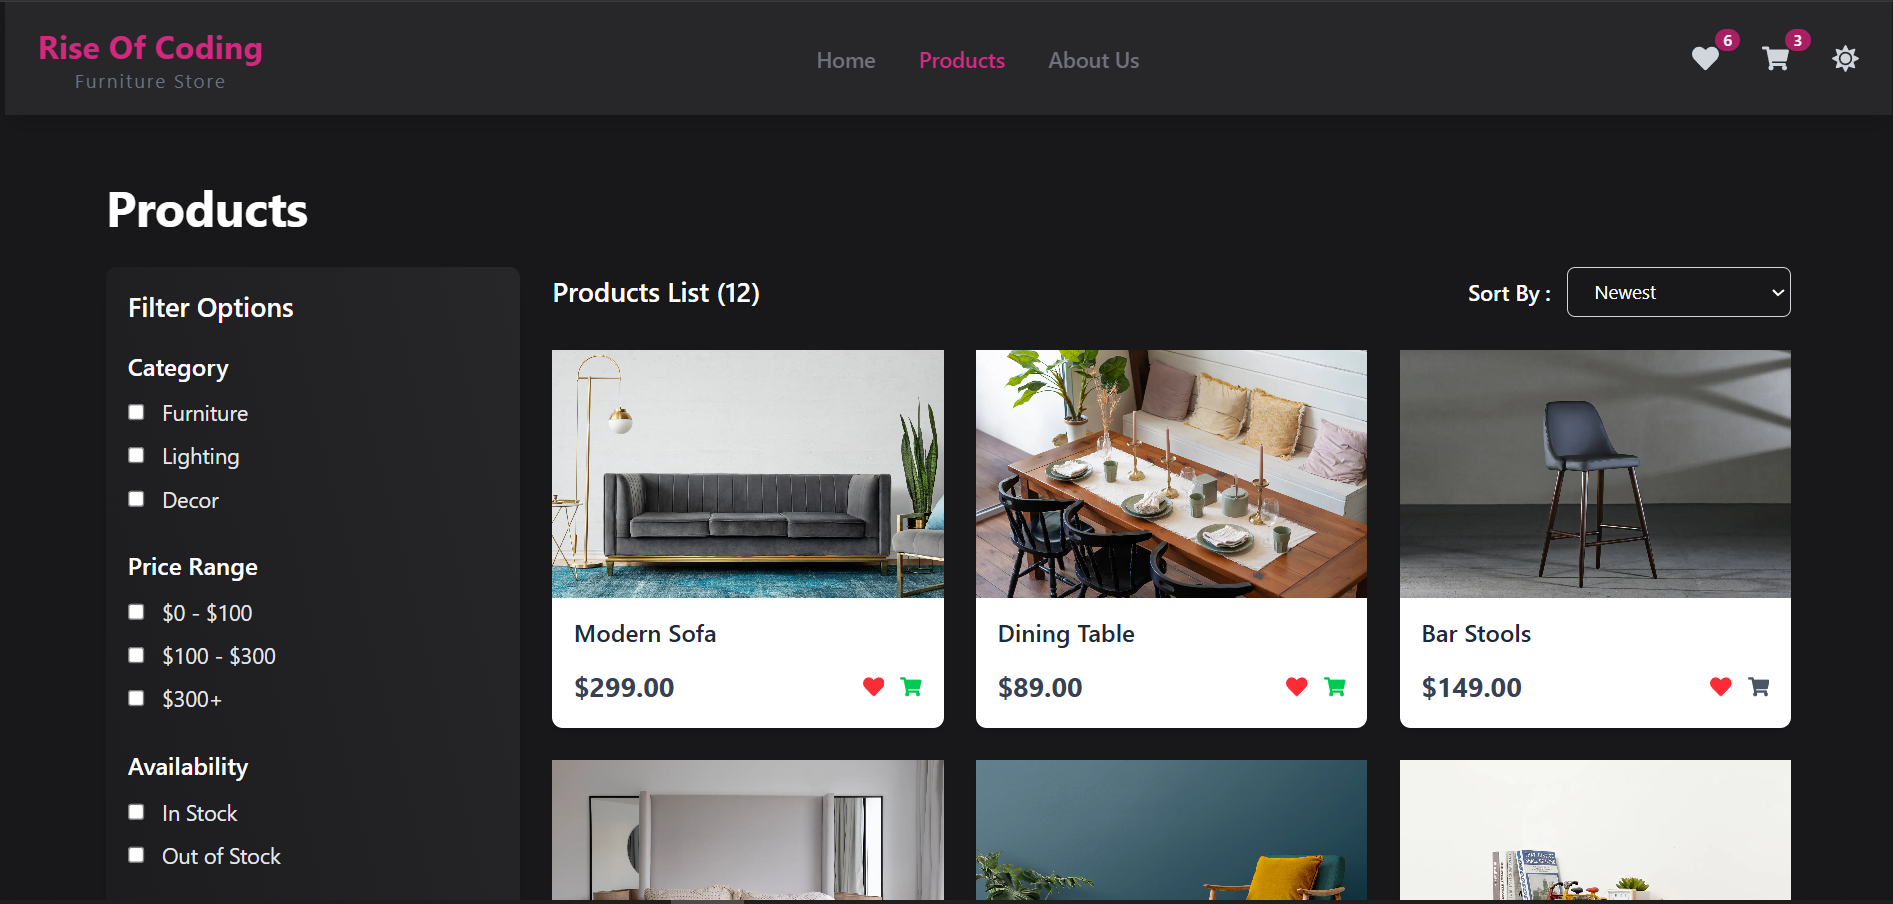 Rise Of Coding
Furniture Store
Home
Products
About Us
6
3
Products
Filter Options
Category
Furniture
Lighting
Decor
Price Range
$0 - $100
$100 - $300
$300+
Availability
In Stock
Out of Stock
Products List (12)
Sort By :
Newest
Modern Sofa
$299.00
Dining Table
$89.00
Bar Stools
$149.00